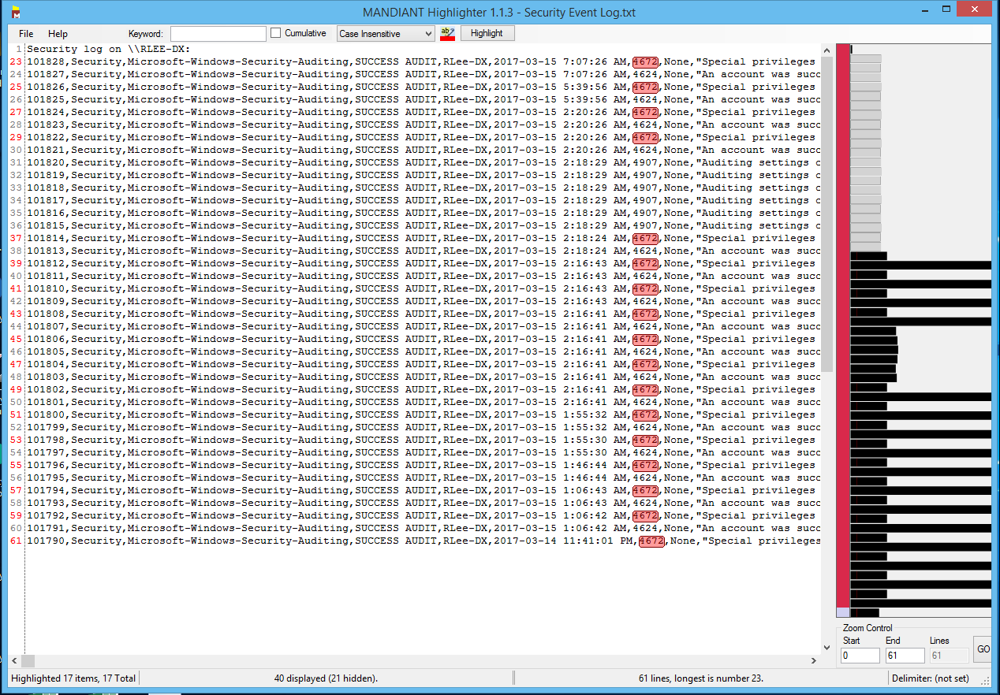 MANDIANT Highlighter 1.1.3 - Security Event Log.txt
File Help Keyword: Cumulative Case Insensitive Highlight
1 Security log on \\RLEE-DX:
23 101828,Security,Microsoft-Windows-Security-Auditing,SUCCESS AUDIT,RLee-DX,2017-03-15 7:07:26 AM,4672,None,"Special privileges
24 101827,Security,Microsoft-Windows-Security-Auditing,SUCCESS AUDIT,RLee-DX,2017-03-15 7:07:26 AM,4624,None,"An account was succ
25 101826,Security,Microsoft-Windows-Security-Auditing,SUCCESS AUDIT,RLee-DX,2017-03-15 5:39:56 AM,4672,None,"Special privileges
26 101825,Security,Microsoft-Windows-Security-Auditing,SUCCESS AUDIT,RLee-DX,2017-03-15 5:39:56 AM,4624,None,"An account was succ
27 101824,Security,Microsoft-Windows-Security-Auditing,SUCCESS AUDIT,RLee-DX,2017-03-15 2:20:26 AM,4672,None,"Special privileges
28 101823,Security,Microsoft-Windows-Security-Auditing,SUCCESS AUDIT,RLee-DX,2017-03-15 2:20:26 AM,4624,None,"An account was succ
29 101822,Security,Microsoft-Windows-Security-Auditing,SUCCESS AUDIT,RLee-DX,2017-03-15 2:20:26 AM,4672,None,"Special privileges
30 101821,Security,Microsoft-Windows-Security-Auditing,SUCCESS AUDIT,RLee-DX,2017-03-15 2:20:26 AM,4624,None,"An account was succ
31 101820,Security,Microsoft-Windows-Security-Auditing,SUCCESS AUDIT,RLee-DX,2017-03-15 2:18:29 AM,4907,None,"Auditing settings o
32 101819,Security,Microsoft-Windows-Security-Auditing,SUCCESS AUDIT,RLee-DX,2017-03-15 2:18:29 AM,4907,None,"Auditing settings o
33 101818,Security,Microsoft-Windows-Security-Auditing,SUCCESS AUDIT,RLee-DX,2017-03-15 2:18:29 AM,4907,None,"Auditing settings o
34 101817,Security,Microsoft-Windows-Security-Auditing,SUCCESS AUDIT,RLee-DX,2017-03-15 2:18:29 AM,4907,None,"Auditing settings o
35 101816,Security,Microsoft-Windows-Security-Auditing,SUCCESS AUDIT,RLee-DX,2017-03-15 2:18:29 AM,4907,None,"Auditing settings o
36 101815,Security,Microsoft-Windows-Security-Auditing,SUCCESS AUDIT,RLee-DX,2017-03-15 2:18:29 AM,4907,None,"Auditing settings o
37 101814,Security,Microsoft-Windows-Security-Auditing,SUCCESS AUDIT,RLee-DX,2017-03-15 2:18:24 AM,4672,None,"Special privileges
38 101813,Security,Microsoft-Windows-Security-Auditing,SUCCESS AUDIT,RLee-DX,2017-03-15 2:18:24 AM,4624,None,"An account was succ
39 101812,Security,Microsoft-Windows-Security-Auditing,SUCCESS AUDIT,RLee-DX,2017-03-15 2:16:43 AM,4672,None,"Special privileges
40 101811,Security,Microsoft-Windows-Security-Auditing,SUCCESS AUDIT,RLee-DX,2017-03-15 2:16:43 AM,4624,None,"An account was succ
41 101810,Security,Microsoft-Windows-Security-Auditing,SUCCESS AUDIT,RLee-DX,2017-03-15 2:16:43 AM,4672,None,"Special privileges
42 101809,Security,Microsoft-Windows-Security-Auditing,SUCCESS AUDIT,RLee-DX,2017-03-15 2:16:43 AM,4624,None,"An account was succ
43 101808,Security,Microsoft-Windows-Security-Auditing,SUCCESS AUDIT,RLee-DX,2017-03-15 2:16:41 AM,4672,None,"Special privileges
44 101807,Security,Microsoft-Windows-Security-Auditing,SUCCESS AUDIT,RLee-DX,2017-03-15 2:16:41 AM,4624,None,"An account was succ
45 101806,Security,Microsoft-Windows-Security-Auditing,SUCCESS AUDIT,RLee-DX,2017-03-15 2:16:41 AM,4672,None,"Special privileges
46 101805,Security,Microsoft-Windows-Security-Auditing,SUCCESS AUDIT,RLee-DX,2017-03-15 2:16:41 AM,4624,None,"An account was succ
47 101804,Security,Microsoft-Windows-Security-Auditing,SUCCESS AUDIT,RLee-DX,2017-03-15 2:16:41 AM,4672,None,"Special privileges
48 101803,Security,Microsoft-Windows-Security-Auditing,SUCCESS AUDIT,RLee-DX,2017-03-15 2:16:41 AM,4624,None,"An account was succ
49 101802,Security,Microsoft-Windows-Security-Auditing,SUCCESS AUDIT,RLee-DX,2017-03-15 2:16:41 AM,4672,None,"Special privileges
50 101801,Security,Microsoft-Windows-Security-Auditing,SUCCESS AUDIT,RLee-DX,2017-03-15 2:16:41 AM,4624,None,"An account was succ
51 101800,Security,Microsoft-Windows-Security-Auditing,SUCCESS AUDIT,RLee-DX,2017-03-15 1:55:32 AM,4672,None,"Special privileges
52 101799,Security,Microsoft-Windows-Security-Auditing,SUCCESS AUDIT,RLee-DX,2017-03-15 1:55:32 AM,4624,None,"An account was succ
53 101798,Security,Microsoft-Windows-Security-Auditing,SUCCESS AUDIT,RLee-DX,2017-03-15 1:55:30 AM,4672,None,"Special privileges
54 101797,Security,Microsoft-Windows-Security-Auditing,SUCCESS AUDIT,RLee-DX,2017-03-15 1:55:30 AM,4624,None,"An account was succ
55 101796,Security,Microsoft-Windows-Security-Auditing,SUCCESS AUDIT,RLee-DX,2017-03-15 1:46:44 AM,4672,None,"Special privileges
56 101795,Security,Microsoft-Windows-Security-Auditing,SUCCESS AUDIT,RLee-DX,2017-03-15 1:46:44 AM,4624,None,"An account was succ
57 101794,Security,Microsoft-Windows-Security-Auditing,SUCCESS AUDIT,RLee-DX,2017-03-15 1:06:43 AM,4672,None,"Special privileges
58 101793,Security,Microsoft-Windows-Security-Auditing,SUCCESS AUDIT,RLee-DX,2017-03-15 1:06:43 AM,4624,None,"An account was succ
59 101792,Security,Microsoft-Windows-Security-Auditing,SUCCESS AUDIT,RLee-DX,2017-03-15 1:06:42 AM,4672,None,"Special privileges
60 101791,Security,Microsoft-Windows-Security-Auditing,SUCCESS AUDIT,RLee-DX,2017-03-15 1:06:42 AM,4624,None,"An account was succ
61 101790,Security,Microsoft-Windows-Security-Auditing,SUCCESS AUDIT,RLee-DX,2017-03-14 11:41:01 PM,4672,None,"Special privileges
Zoom Control
Start End Lines
0 61 61 GO
Highlighted 17 items, 17 Total 40 displayed (21 hidden). 61 lines, longest is number 23. Delimiter: (not set)